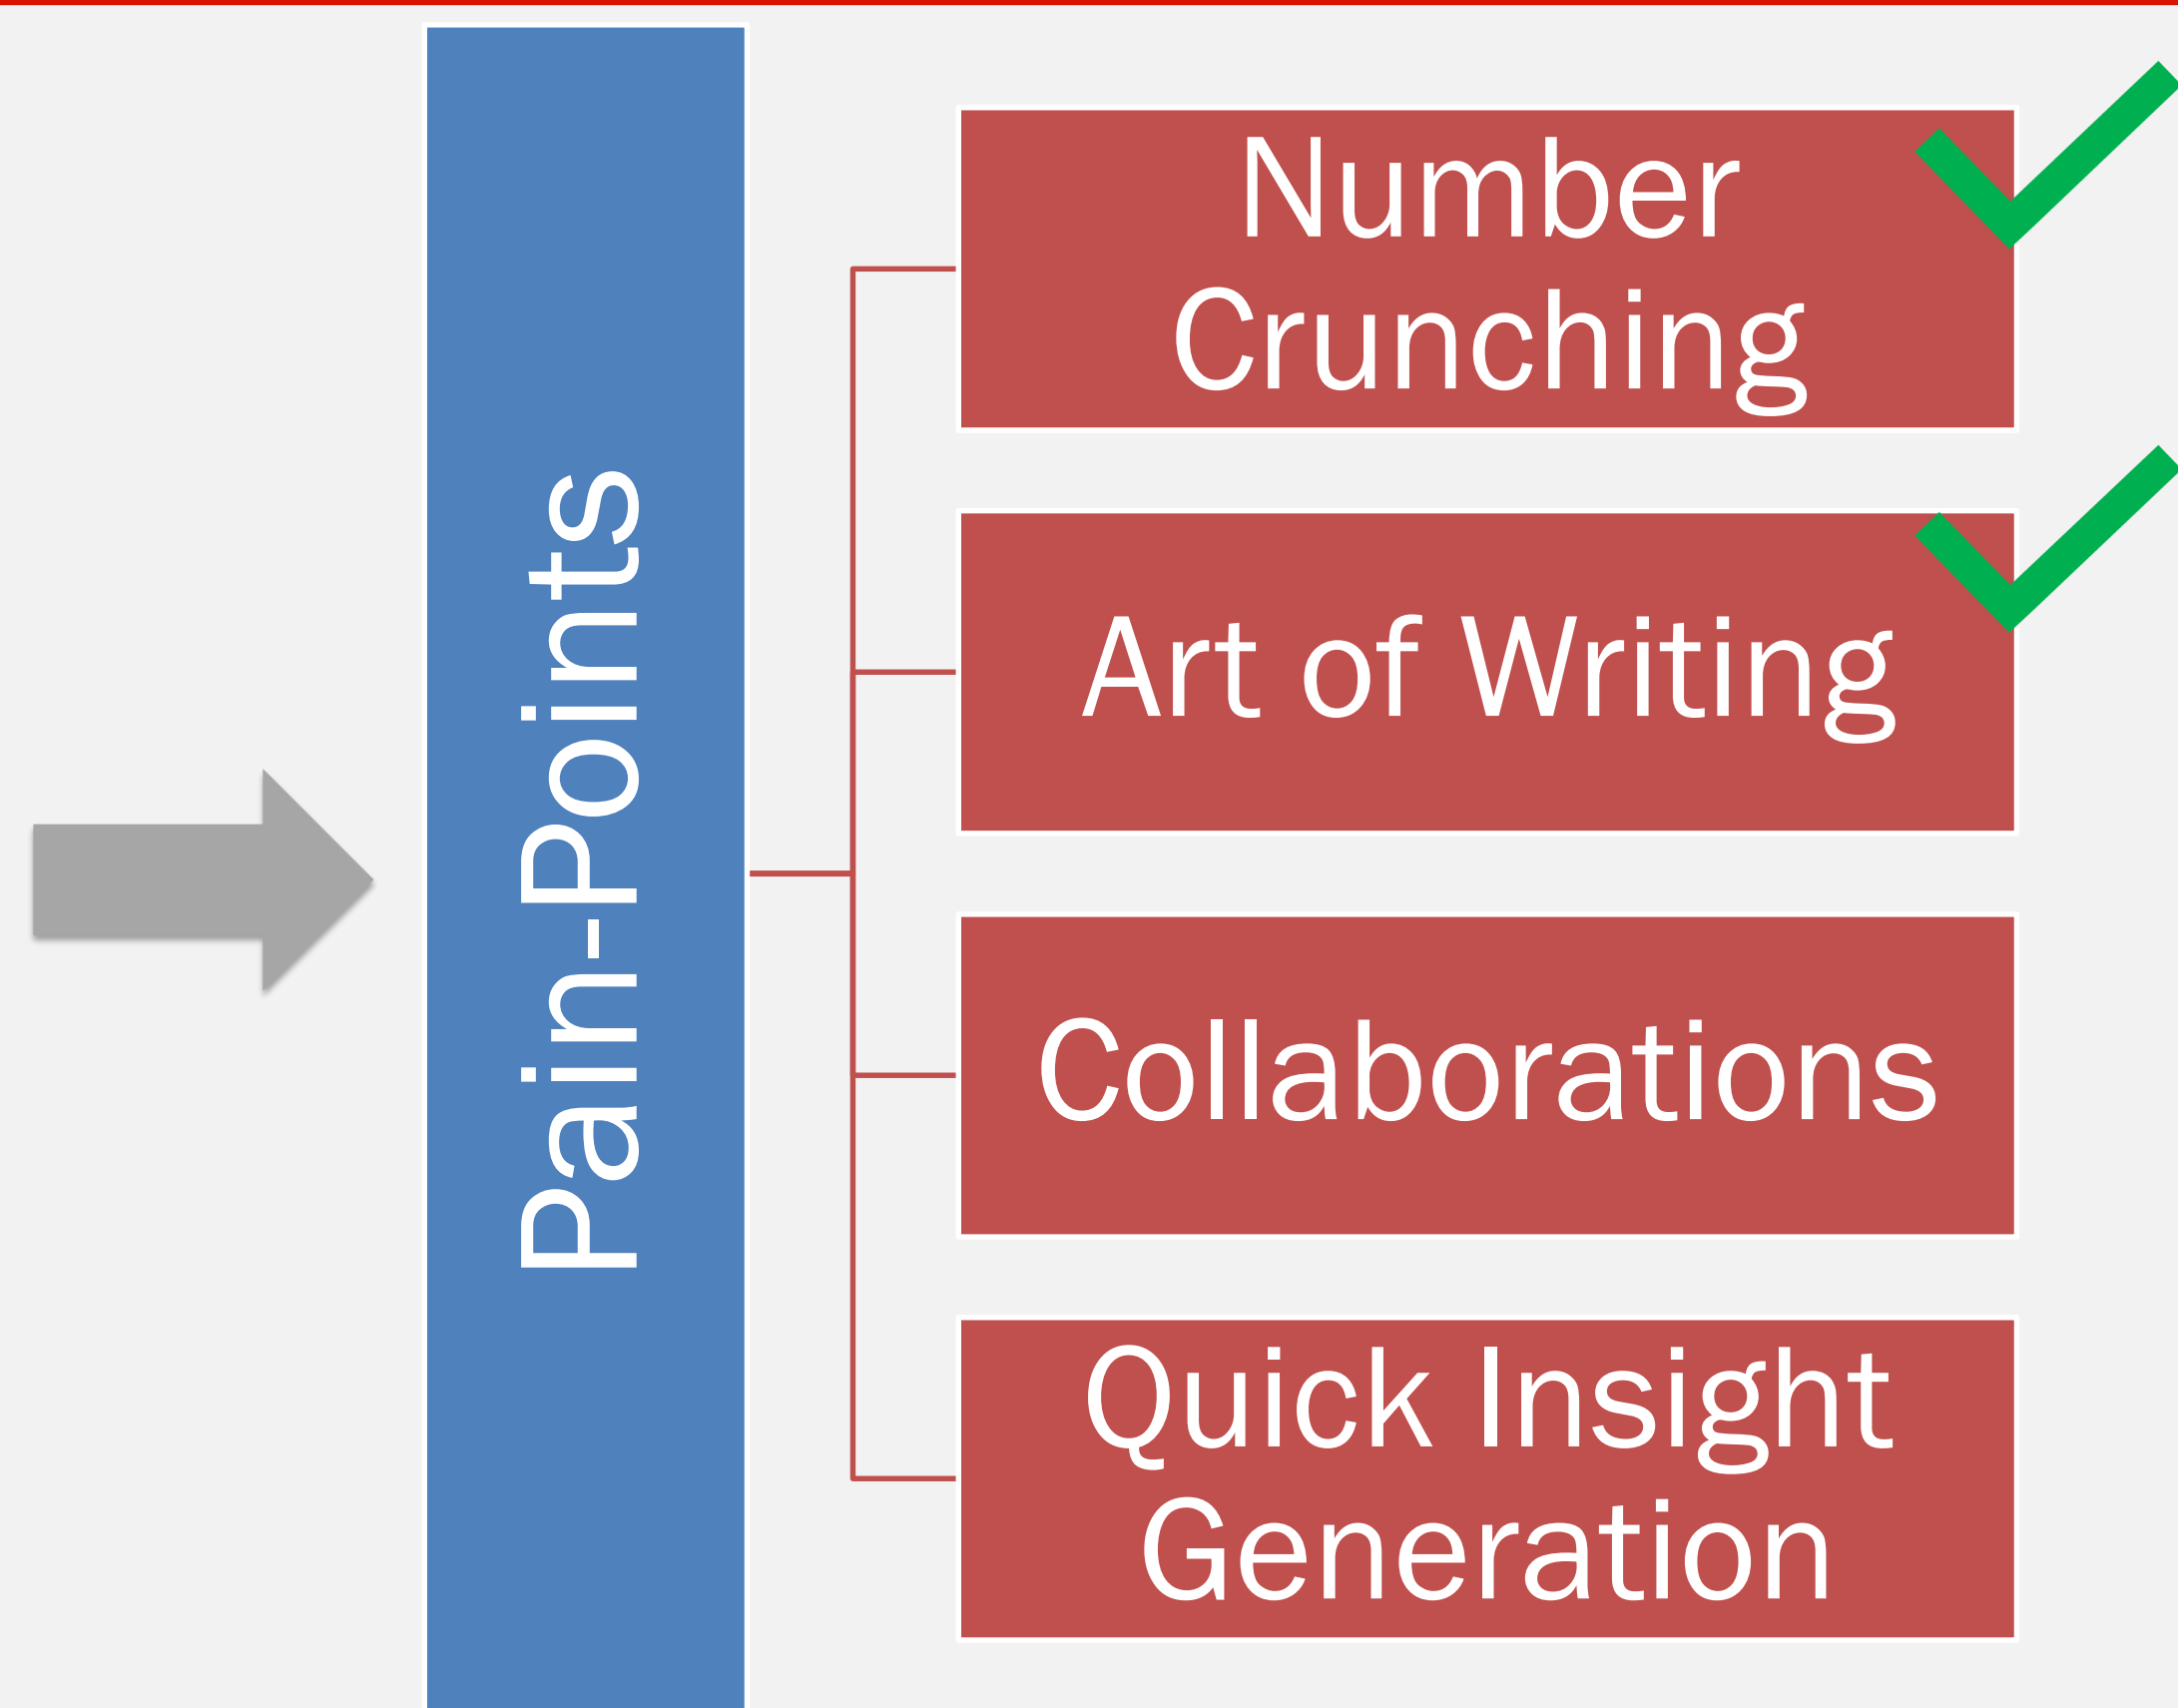 Pain-Points
Number
Crunching
Art of Writing
Collaborations
Quick Insight
Generation